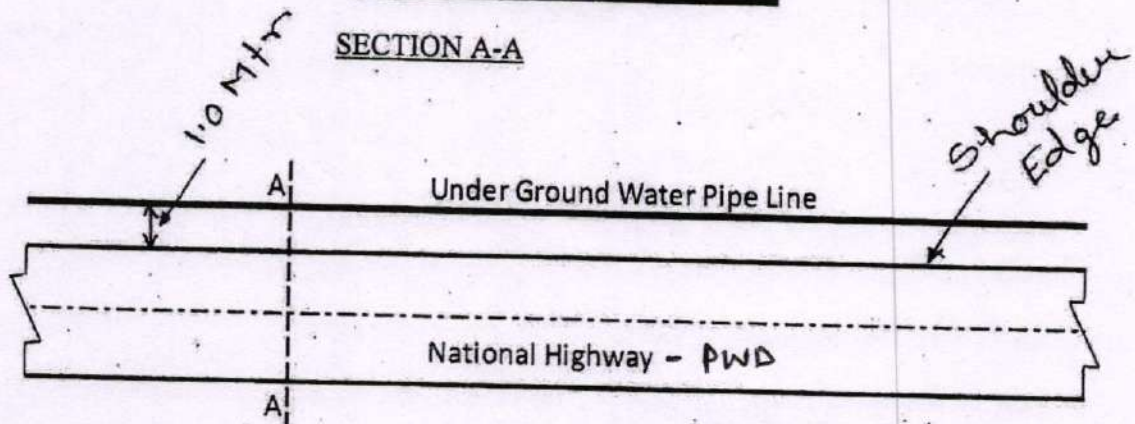 SECTION A-A
1.0 Mtr
Shoulder
Edge
A
Under Ground Water Pipe Line
National Highway - PWD
A